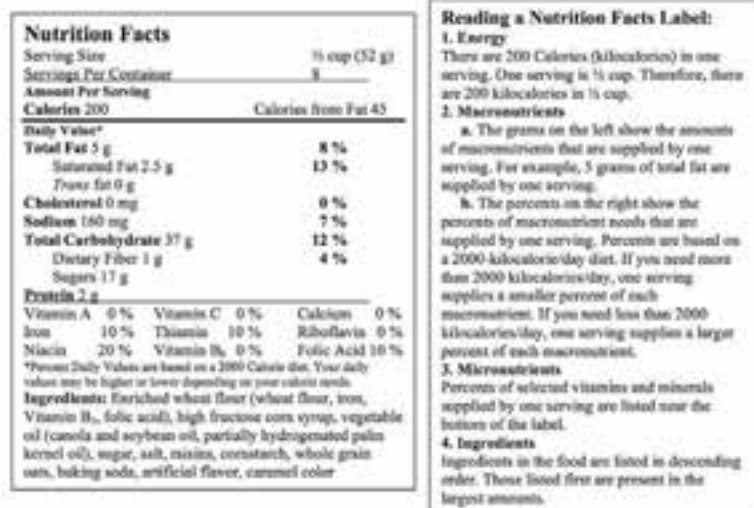 Nutrition Facts
Serving Size ⅓ cup (52 g)
Servings Per Container 8
Amount Per Serving
Calories 200 Calories from Fat 45
Daily Value*
Total Fat 5 g 8 %
Saturated Fat 2.5 g 13 %
Trans fat 0 g
Cholesterol 0 mg 0 %
Sodium 160 mg 7 %
Total Carbohydrate 37 g 12 %
Dietary Fiber 1 g 4 %
Sugars 17 g
Protein 2 g
Vitamin A 0 % Vitamin C 0 % Calcium 0 %
Iron 10 % Thiamin 10 % Riboflavin 0 %
Niacin 20 % Vitamin B₆ 0 % Folic Acid 10 %
*Percent Daily Values are based on a 2000 Calorie diet. Your daily
values may be higher or lower depending on your calorie needs.
Ingredients: Enriched wheat flour (wheat flour, iron,
Vitamin folic acid), high fructose corn syrup, vegetable
oil (canola and soybean oil, partially hydrogenated palm
kernel oil), sugar, salt, raisins, cornstarch, whole grain
oats, baking soda, artificial flavor, caramel color
Reading a Nutrition Facts Label:
1. Energy
There are 200 Calories (kilocalories) in one
serving. One serving is ⅓ cup. Therefore, there
are 200 kilocalories in ⅓ cup.
2. Macronutrients
a. The grams on the left show the amounts
of macronutrients that are supplied by one
serving. For example, 5 grams of total fat are
supplied by one serving.
b. The percents on the right show the
percents of macronutrient needs that are
supplied by one serving. Percents are based on
a 2000-kilocalorie/day diet. If you need more
than 2000 kilocalories/day, one serving
supplies a smaller percent of each
macronutrient. If you need less than 2000
kilocalories/day, one serving supplies a larger
percent of each macronutrient.
3. Micronutrients
Percents of selected vitamins and minerals
supplied by one serving are listed near the
bottom of the label.
4. Ingredients
Ingredients in the food are listed in descending
order. Those listed first are present in the
largest amounts.